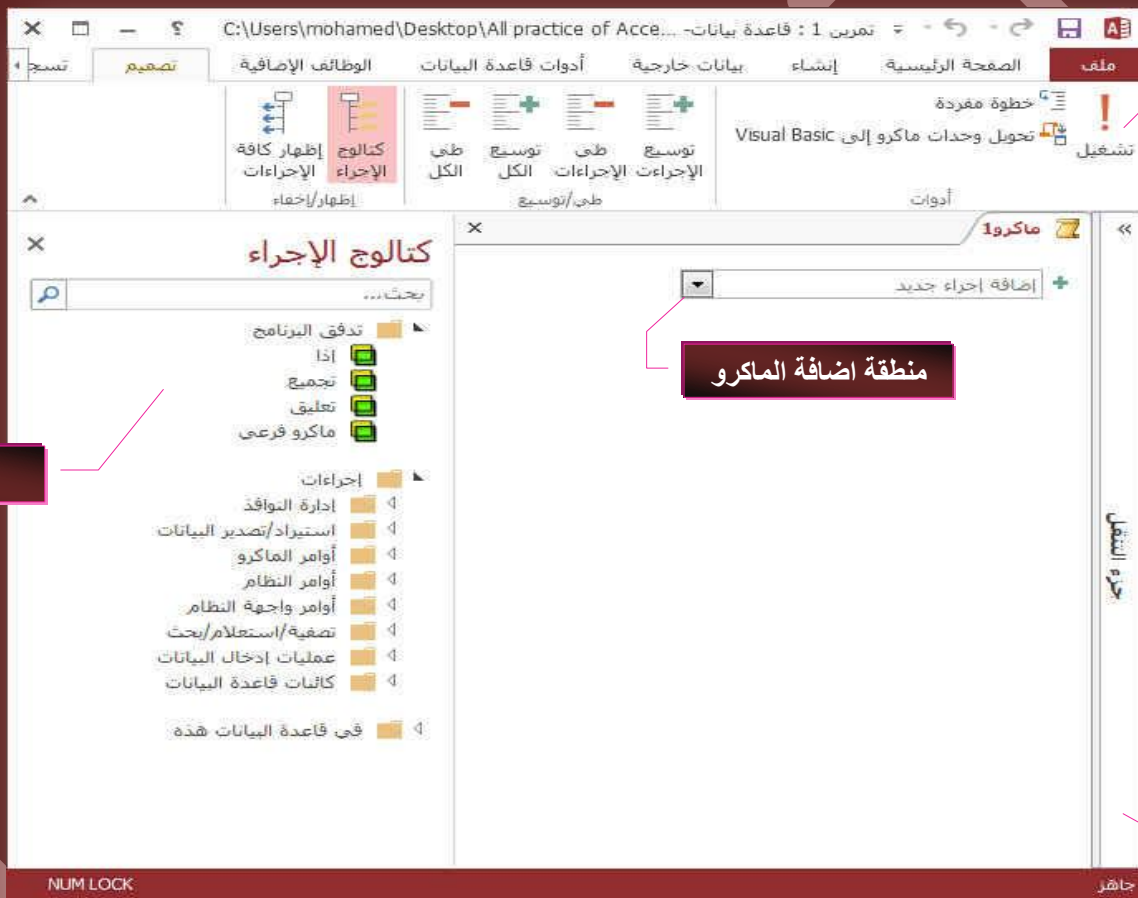 تمرين 1 : قاعدة بيانات- C:\Users\mohamed\Desktop\All practice of Acce...
ملف
الصفحة الرئيسية
إنشاء
بيانات خارجية
أدوات قاعدة البيانات
الوظائف الإضافية
تصميم
تسجـ
تشغيل
خطوة مفردة
تحويل وحدات ماكرو إلى Visual Basic
أدوات
توسيع الإجراءات
طي الإجراءات
توسيع الكل
طي الكل
طي/توسيع
كتالوج الإجراء
إظهار كافة الإجراءات
إظهار/إخفاء
ماكرو1
إضافة إجراء جديد
منطقة اضافة الماكرو
جزء التنقل
كتالوج الإجراء
بحث...
تدفق البرنامج
إذا
تجميع
تعليق
ماكرو فرعي
إجراءات
إدارة النوافذ
استيراد/تصدير البيانات
أوامر الماكرو
أوامر النظام
أوامر واجهة النظام
تصفية/استعلام/بحث
عمليات إدخال البيانات
كائنات قاعدة البيانات
في قاعدة البيانات هذه
جاهز
NUM LOCK